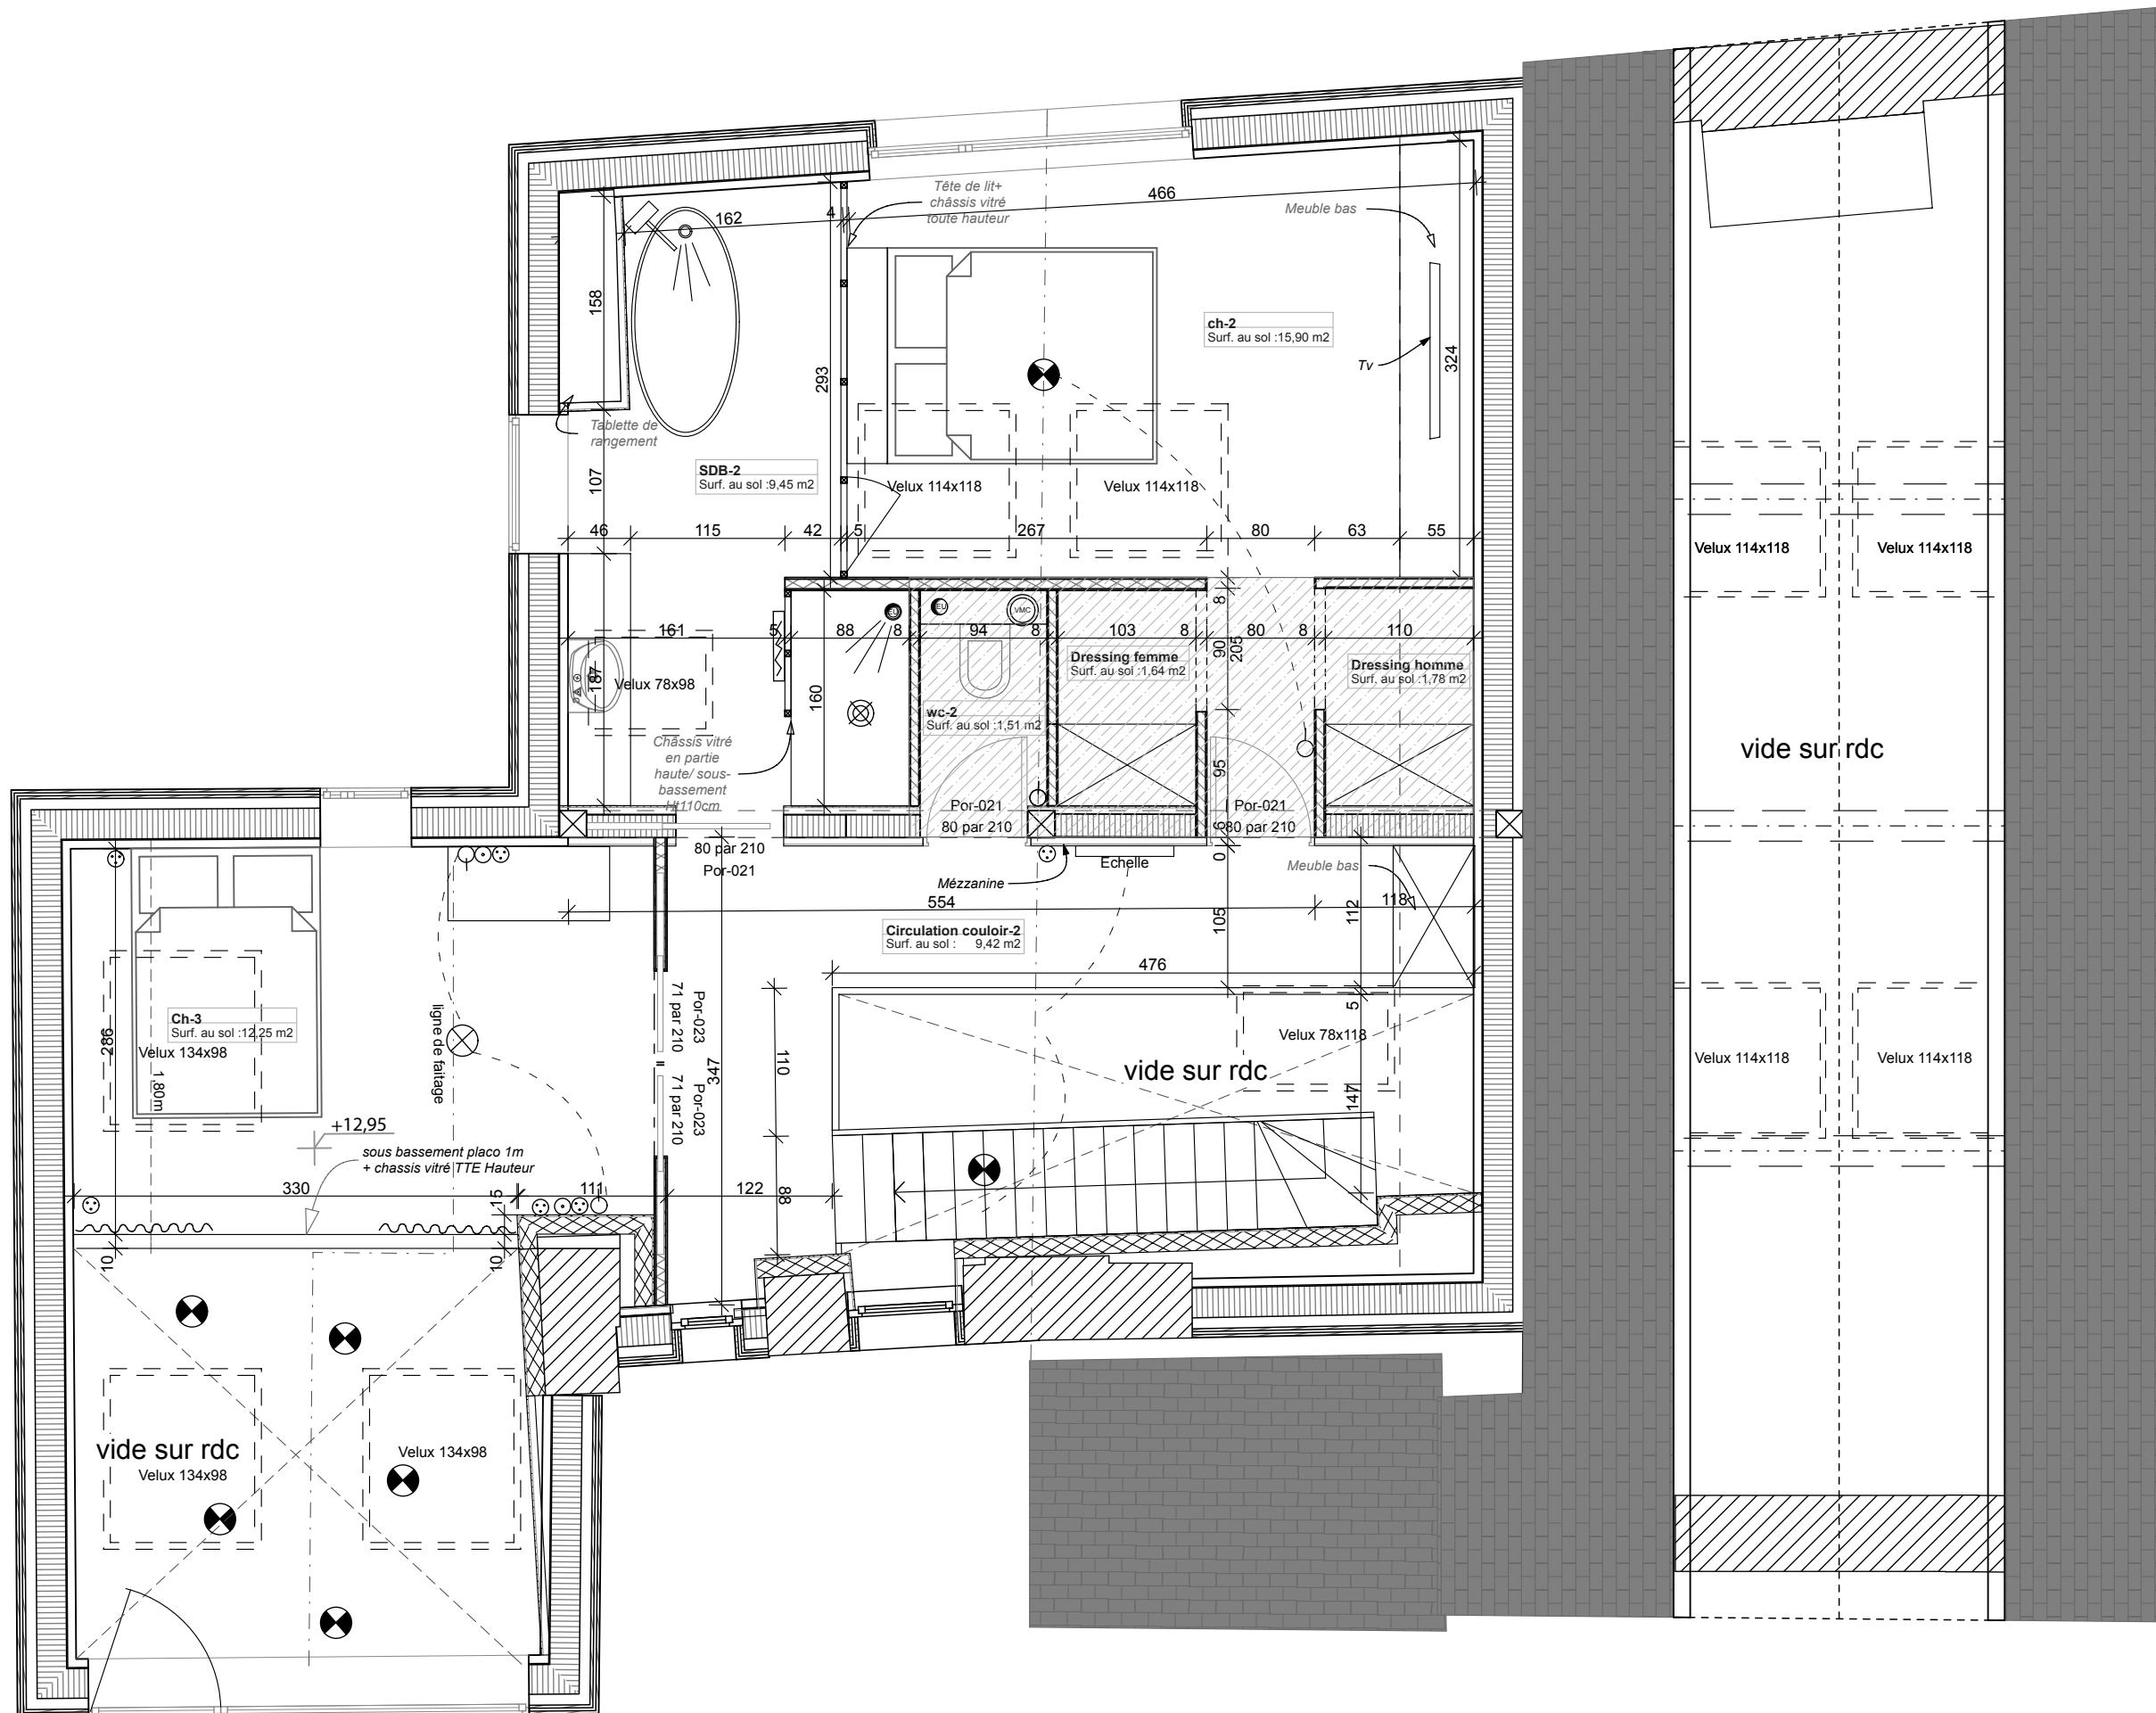 Tête de lit+
châssis vitré
toute hauteur
466
Meuble bas
162
4
158
293
324
ch-2
Surf. au sol :15,90 m2
Tv
Tablette de
rangement
SDB-2
Surf. au sol :9,45 m2
107
Velux 114x118
Velux 114x118
46
115
42
5
267
80
63
55
Velux 114x118
Velux 114x118
EU
EU
VMC
8
161
5
88
8
94
8
103
8
80
8
110
90
205
Dressing femme
Surf. au sol :1,64 m2
Dressing homme
Surf. au sol :1,78 m2
187
Velux 78x98
160
wc-2
Surf. au sol :1,51 m2
Châssis vitré
en partie
haute/ sous-
bassement
Ht110cm
95
vide sur rdc
Por-021
80 par 210
Por-021
80 par 210
6
0
80 par 210
Por-021
Echelle
Meuble bas
Mézzanine
554
118
112
105
Circulation couloir-2
Surf. au sol : 9,42 m2
476
5
Ch-3
Surf. au sol :12,25 m2
Velux 134x98
286
1,80m
ligne de faitage
Por-023
71 par 210
Por-023
71 par 210
347
110
Velux 78x118
vide sur rdc
147
Velux 114x118
Velux 114x118
+12,95
sous bassement placo 1m
+ chassis vitré TTE Hauteur
330
111
15
122
88
10
10
vide sur rdc
Velux 134x98
Velux 134x98